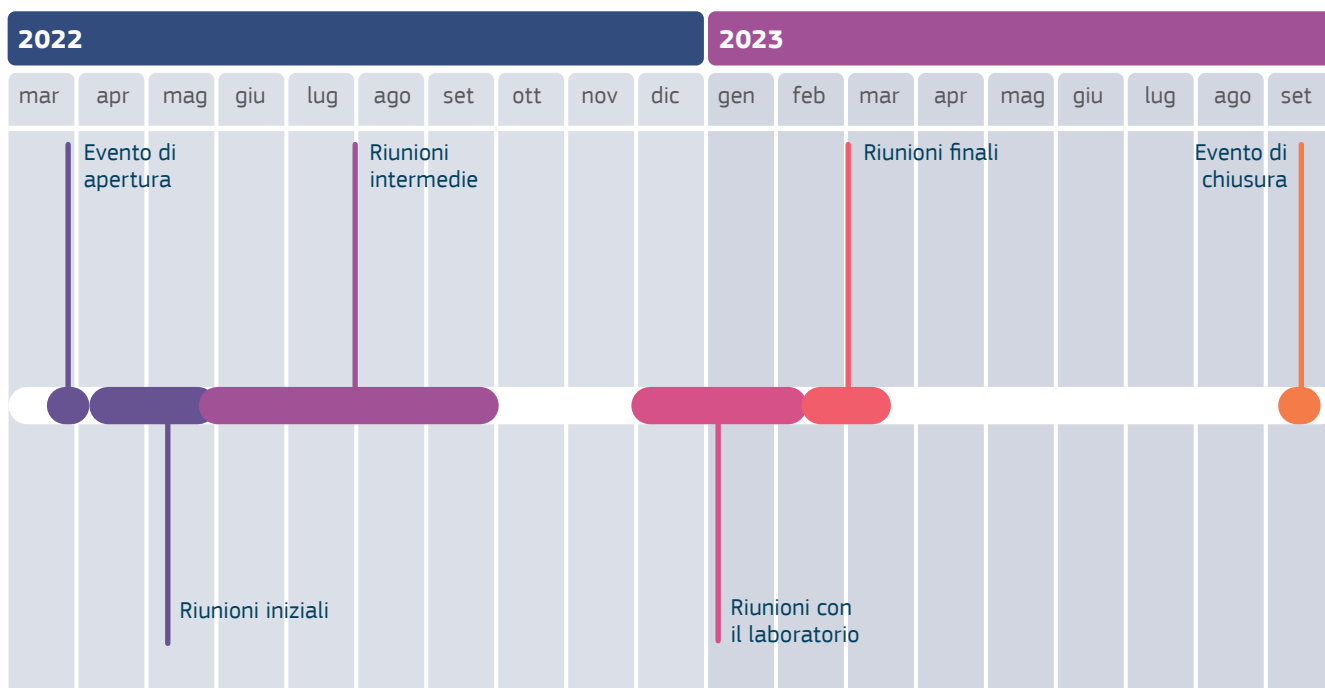 2022
2023
mar apr mag giu lug ago set ott nov dic gen feb mar apr mag giu lug ago set
Evento di
apertura
Riunioni
intermedie
Riunioni finali
Evento di
chiusura
Riunioni iniziali
Riunioni con
il laboratorio